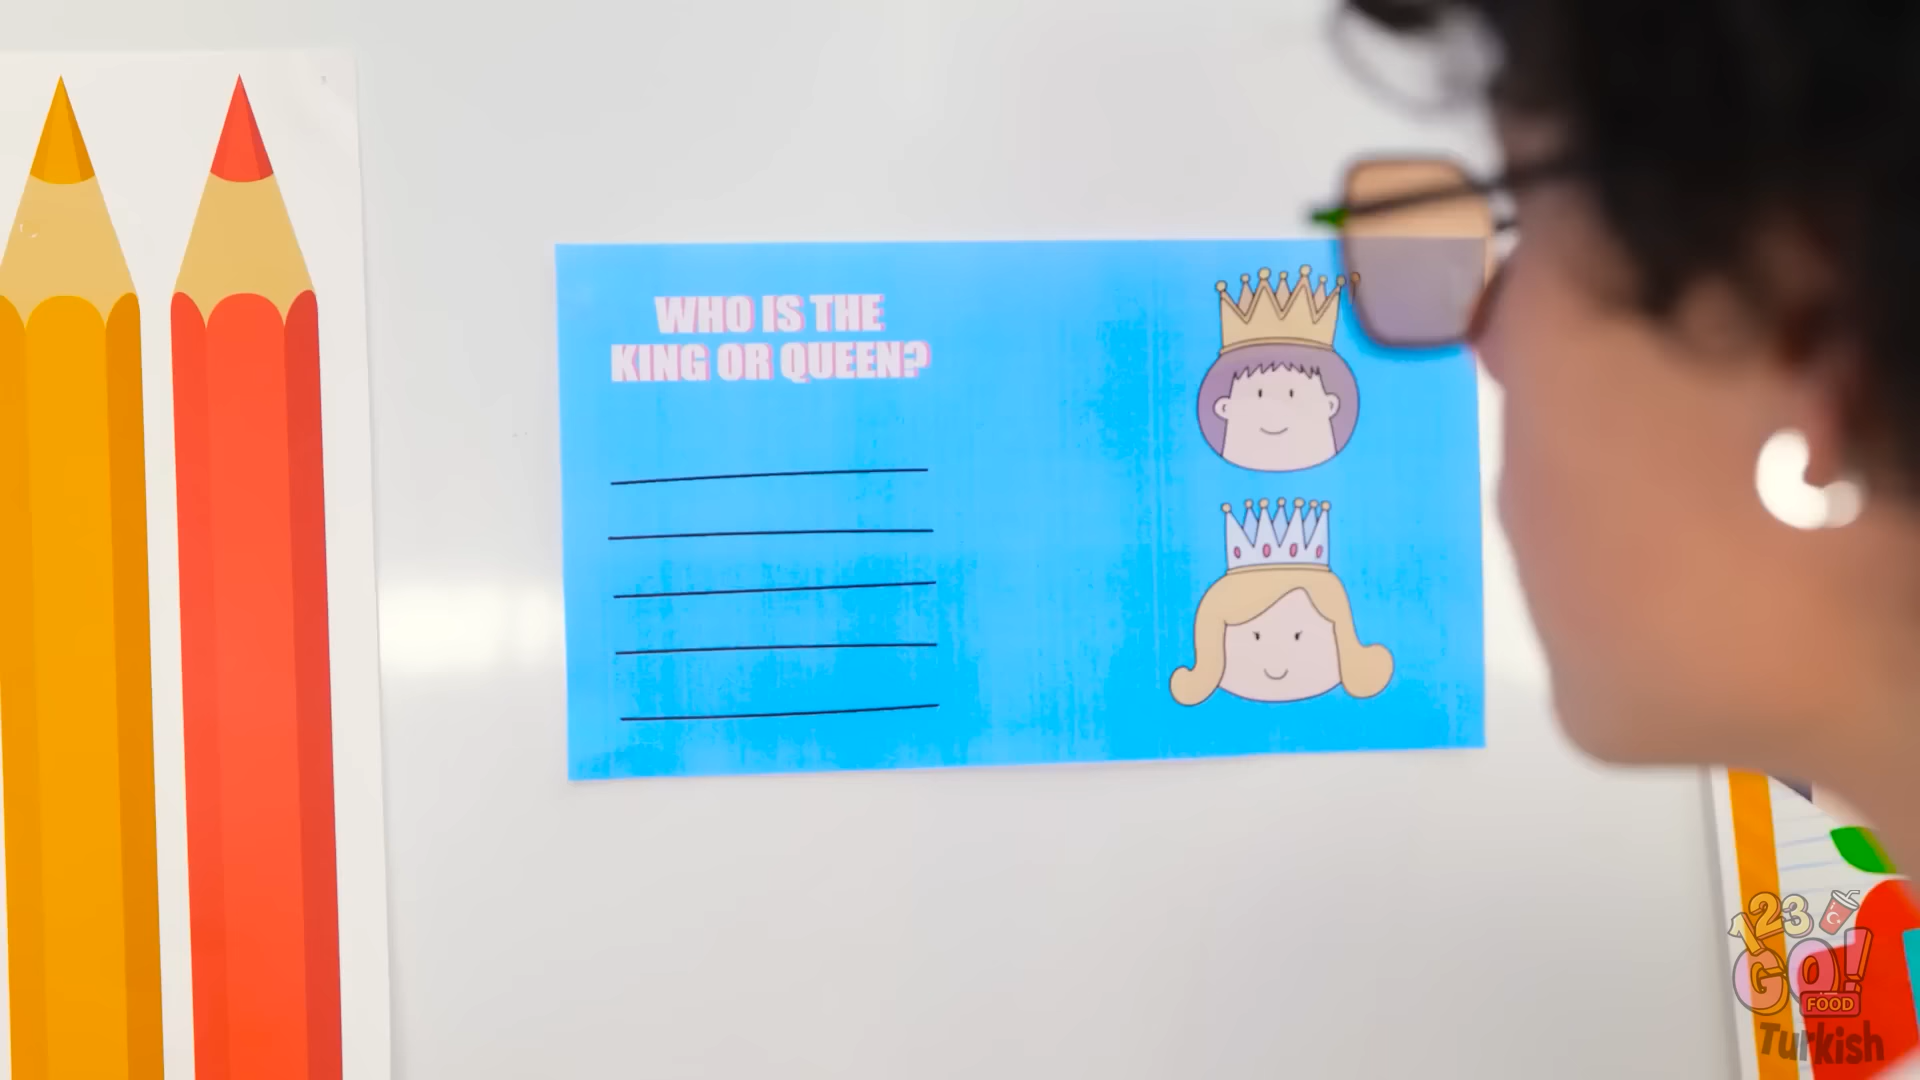 WHO IS THE
KING OR QUEEN?
123
GO!
FOOD
Turkish